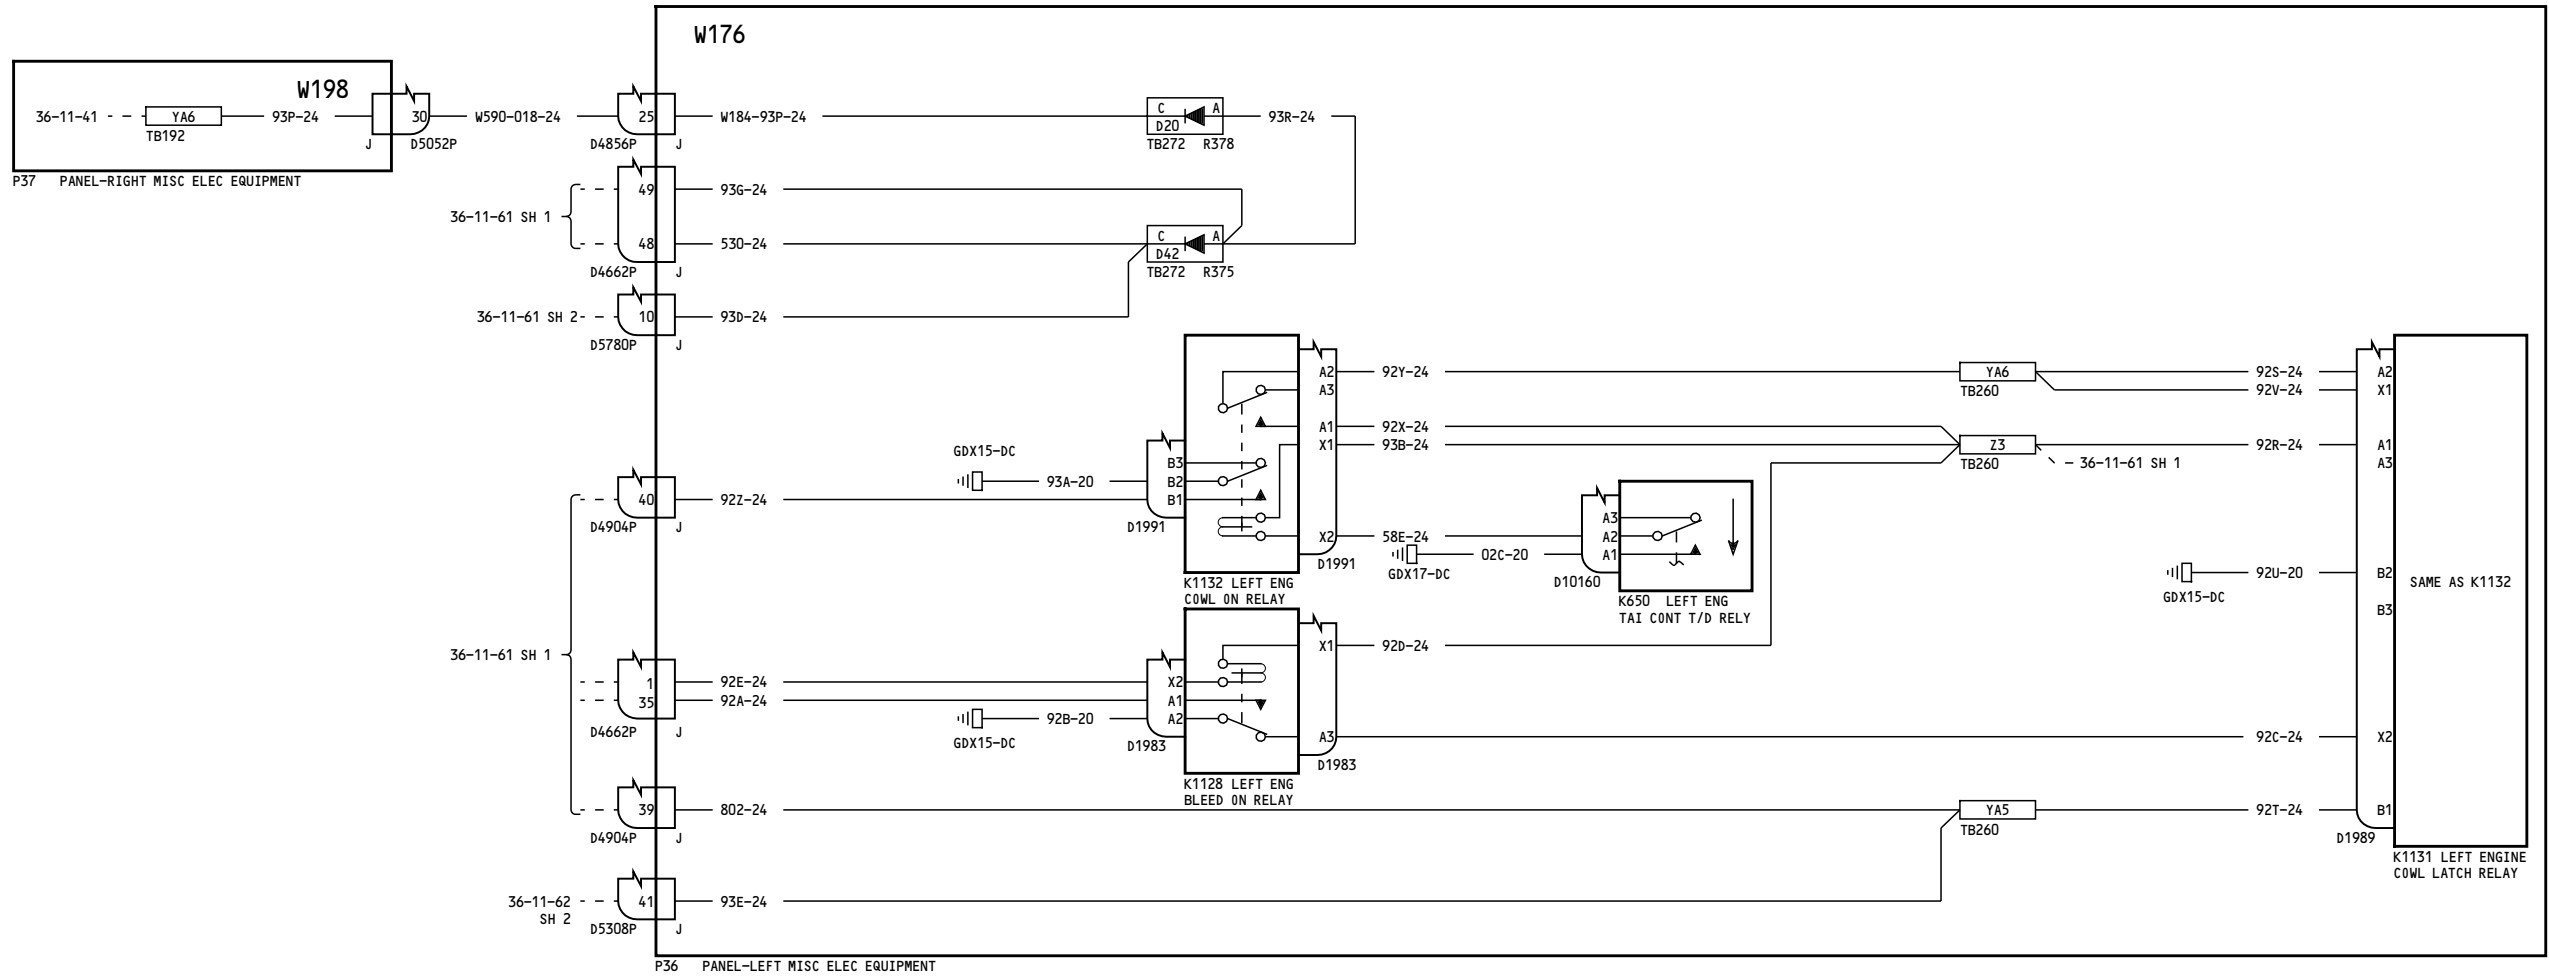 W176
W198
36-11-41
YA6
TB192
93P-24
J
30
D5052P
W590-018-24
25
D4856P
J
W184-93P-24
C
A
D20
TB272 R378
93R-24
P37 PANEL-RIGHT MISC ELEC EQUIPMENT
36-11-61 SH 1
49
93G-24
48
530-24
D4662P
J
C
A
D42
TB272 R375
36-11-61 SH 2
10
93D-24
D5780P
J
A2
92Y-24
A3
A1
92X-24
X1
93B-24
YA6
TB260
Z3
TB260
36-11-61 SH 1
92S-24
A2
92V-24
X1
92R-24
A1
A3
GDX15-DC
93A-20
B3
B2
B1
D1991
40
92Z-24
D4904P
J
X2
D1991
58E-24
GDX17-DC
02C-20
A3
A2
A1
D10160
K1132 LEFT ENG
COWL ON RELAY
K650 LEFT ENG
TAI CONT T/D RELY
GDX15-DC
92U-20
B2
SAME AS K1132
B3
36-11-61 SH 1
X1
92D-24
1
92E-24
X2
35
92A-24
A1
D4662P
J
GDX15-DC
92B-20
A2
D1983
A3
D1983
92C-24
X2
K1128 LEFT ENG
BLEED ON RELAY
39
802-24
D4904P
J
YA5
TB260
92T-24
B1
D1989
K1131 LEFT ENGINE
COWL LATCH RELAY
36-11-62
SH 2
41
93E-24
D5308P
J
P36 PANEL-LEFT MISC ELEC EQUIPMENT